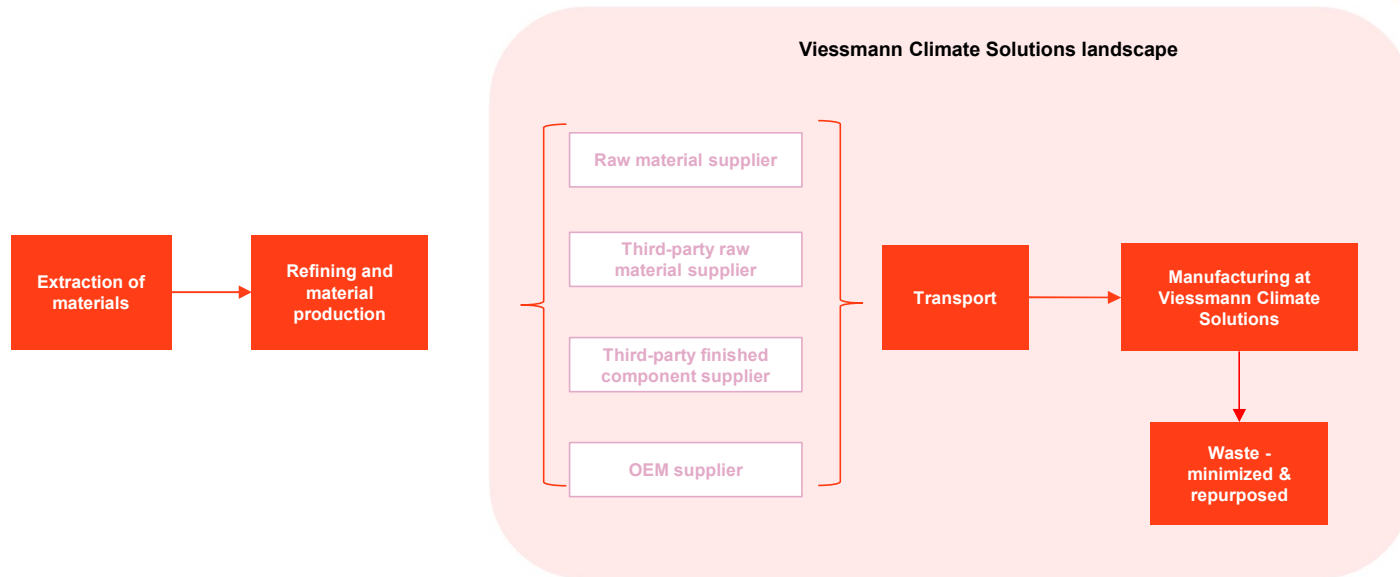 Viessmann Climate Solutions landscape
Extraction of
materials
Refining and
material
production
Raw material supplier
Third-party raw
material supplier
Third-party finished
component supplier
OEM supplier
Transport
Manufacturing at
Viessmann Climate
Solutions
Waste -
minimized &
repurposed